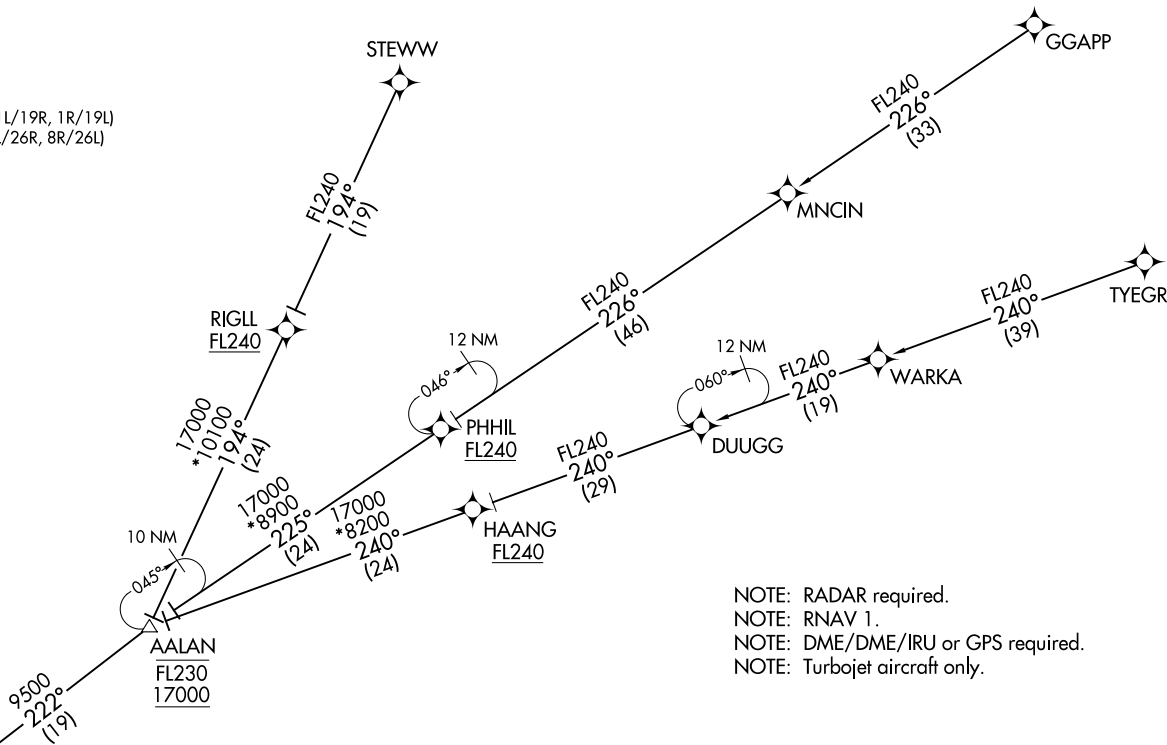 GGAPP
STEWW
FL240
226°
(33)
L/19R, 1R/19L)
/26R, 8R/26L)
FL240
194°
(19)
MNCIN
TYEGR
FL240
226°
(46)
FL240
240°
(39)
RIGLL
FL240
12 NM
046°
12 NM
060°
WARKA
FL240
240°
(19)
PHHIL
FL240
DUUGG
17000
*10100
194°
(24)
FL240
240°
(29)
17000
*8900
225°
(24)
17000
*8200
240°
(24)
HAANG
FL240
10 NM
045°
NOTE: RADAR required.
NOTE: RNAV 1.
NOTE: DME/DME/IRU or GPS required.
NOTE: Turbojet aircraft only.
AALAN
FL230
17000
9500
222°
(19)